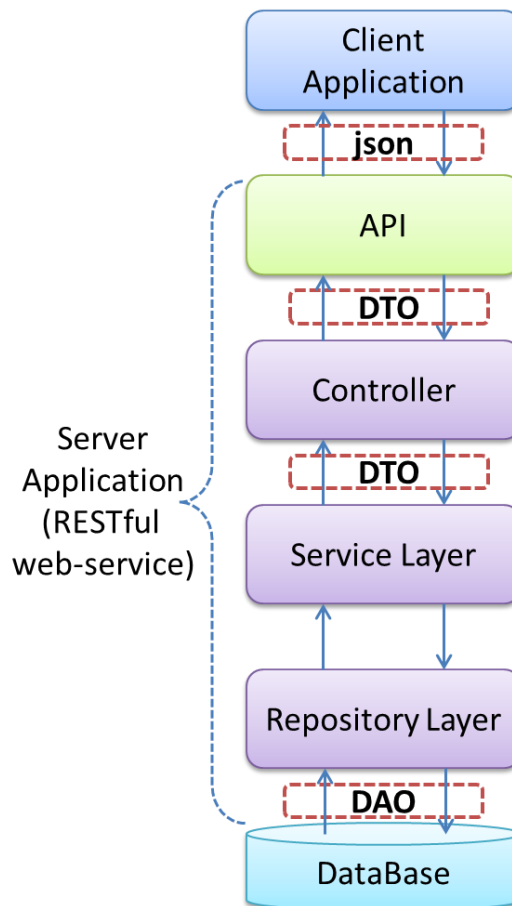 Client
Application
json
API
DTO
Controller
DTO
Server
Application
(RESTful
web-service)
Service Layer
Repository Layer
DAO
DataBase